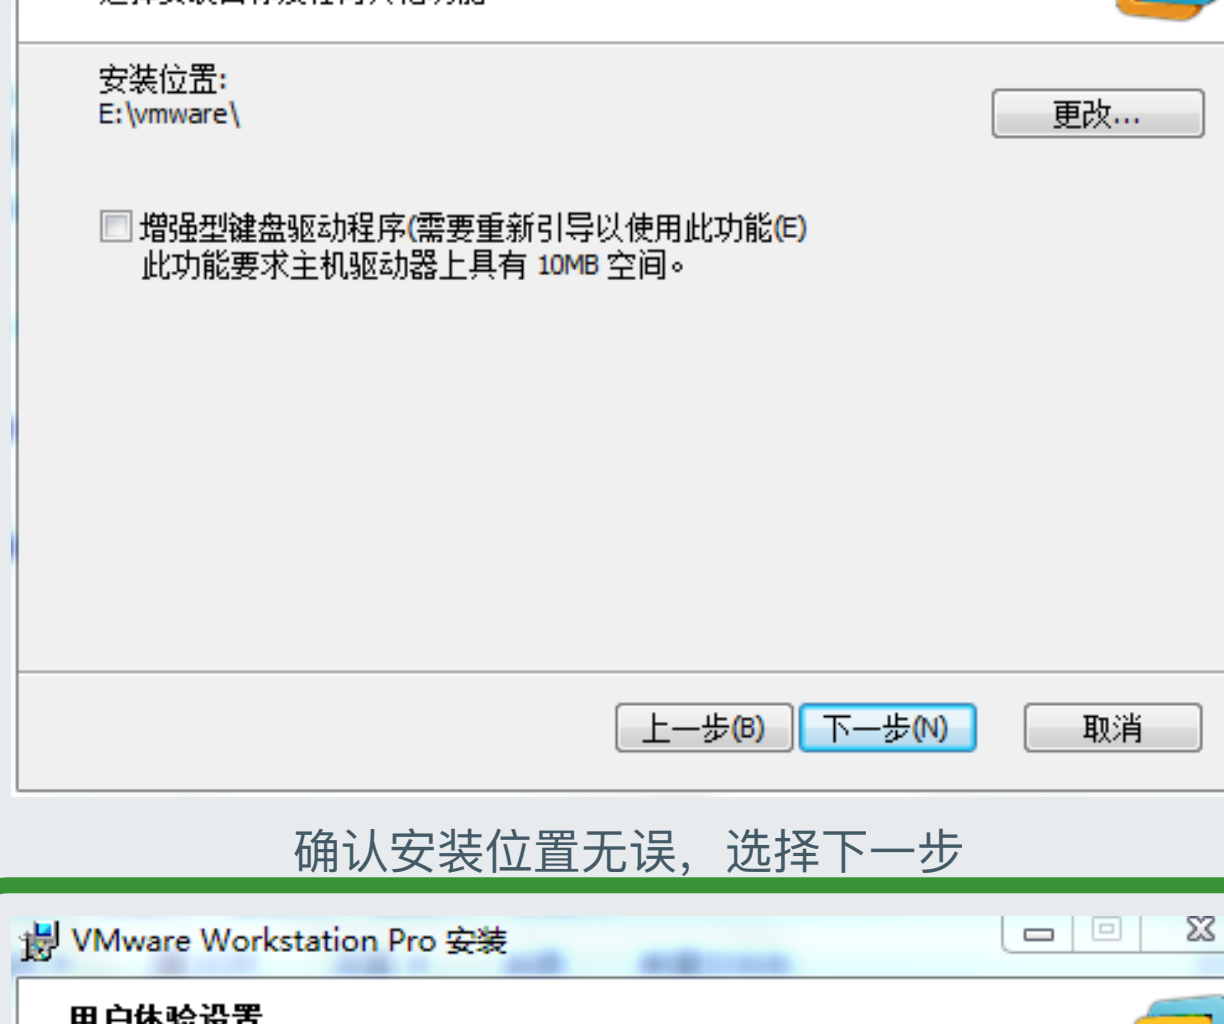 安装位置:
E:\vmware\
更改...
增强型键盘驱动程序(需要重新引导以使用此功能(E)
此功能要求主机驱动器上具有 10MB 空间。
上一步(B) 下一步(N) 取消
确认安装位置无误，选择下一步
VMware Workstation Pro 安装
用户体验设置